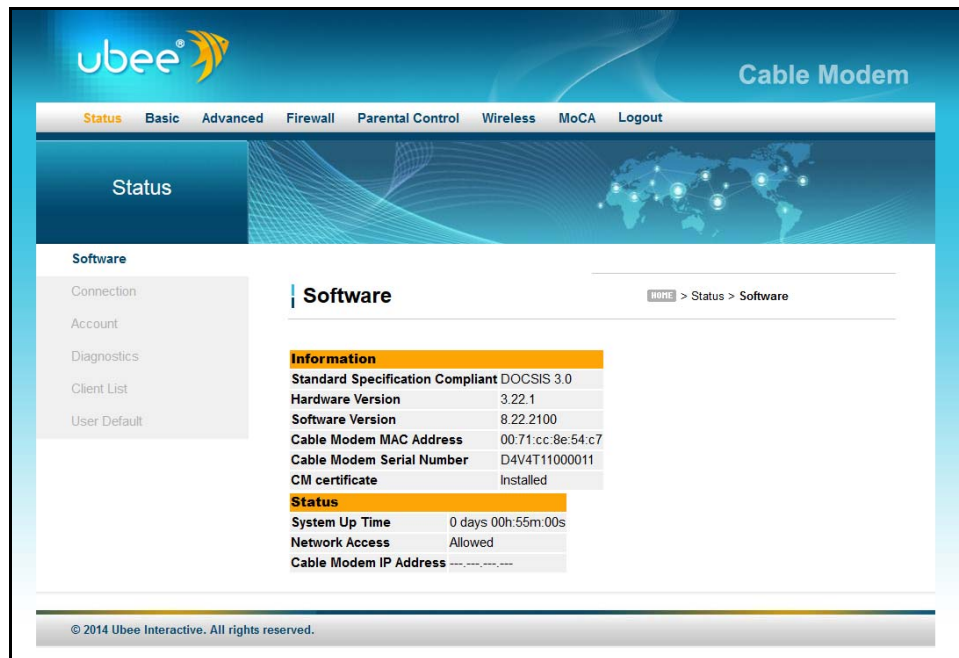 ubee®
Cable Modem
Status Basic Advanced Firewall Parental Control Wireless MoCA Logout
Status
Software
Connection
Account
Diagnostics
Client List
User Default
Software
HOME > Status > Software
Information
Standard Specification Compliant DOCSIS 3.0
Hardware Version 3.22.1
Software Version 8.22.2100
Cable Modem MAC Address 00:71:cc:8e:54:c7
Cable Modem Serial Number D4V4T11000011
CM certificate Installed
Status
System Up Time 0 days 00h:55m:00s
Network Access Allowed
Cable Modem IP Address ---.---.---.---
© 2014 Ubee Interactive. All rights reserved.